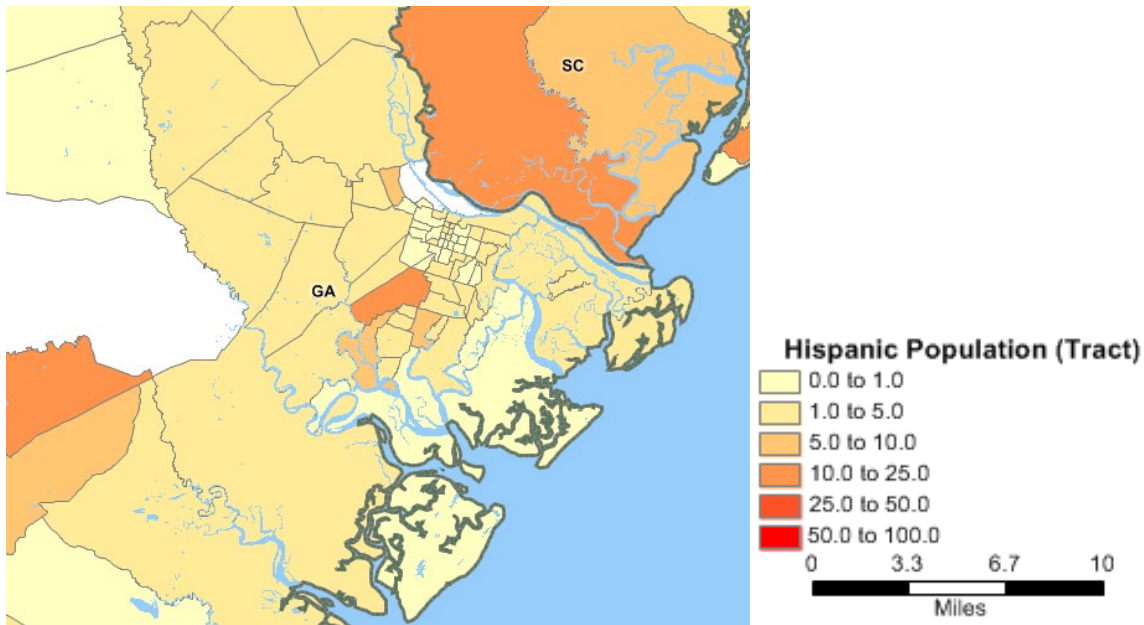 SC
GA
Hispanic Population (Tract)
0.0 to 1.0
1.0 to 5.0
5.0 to 10.0
10.0 to 25.0
25.0 to 50.0
50.0 to 100.0
0 3.3 6.7 10
Miles